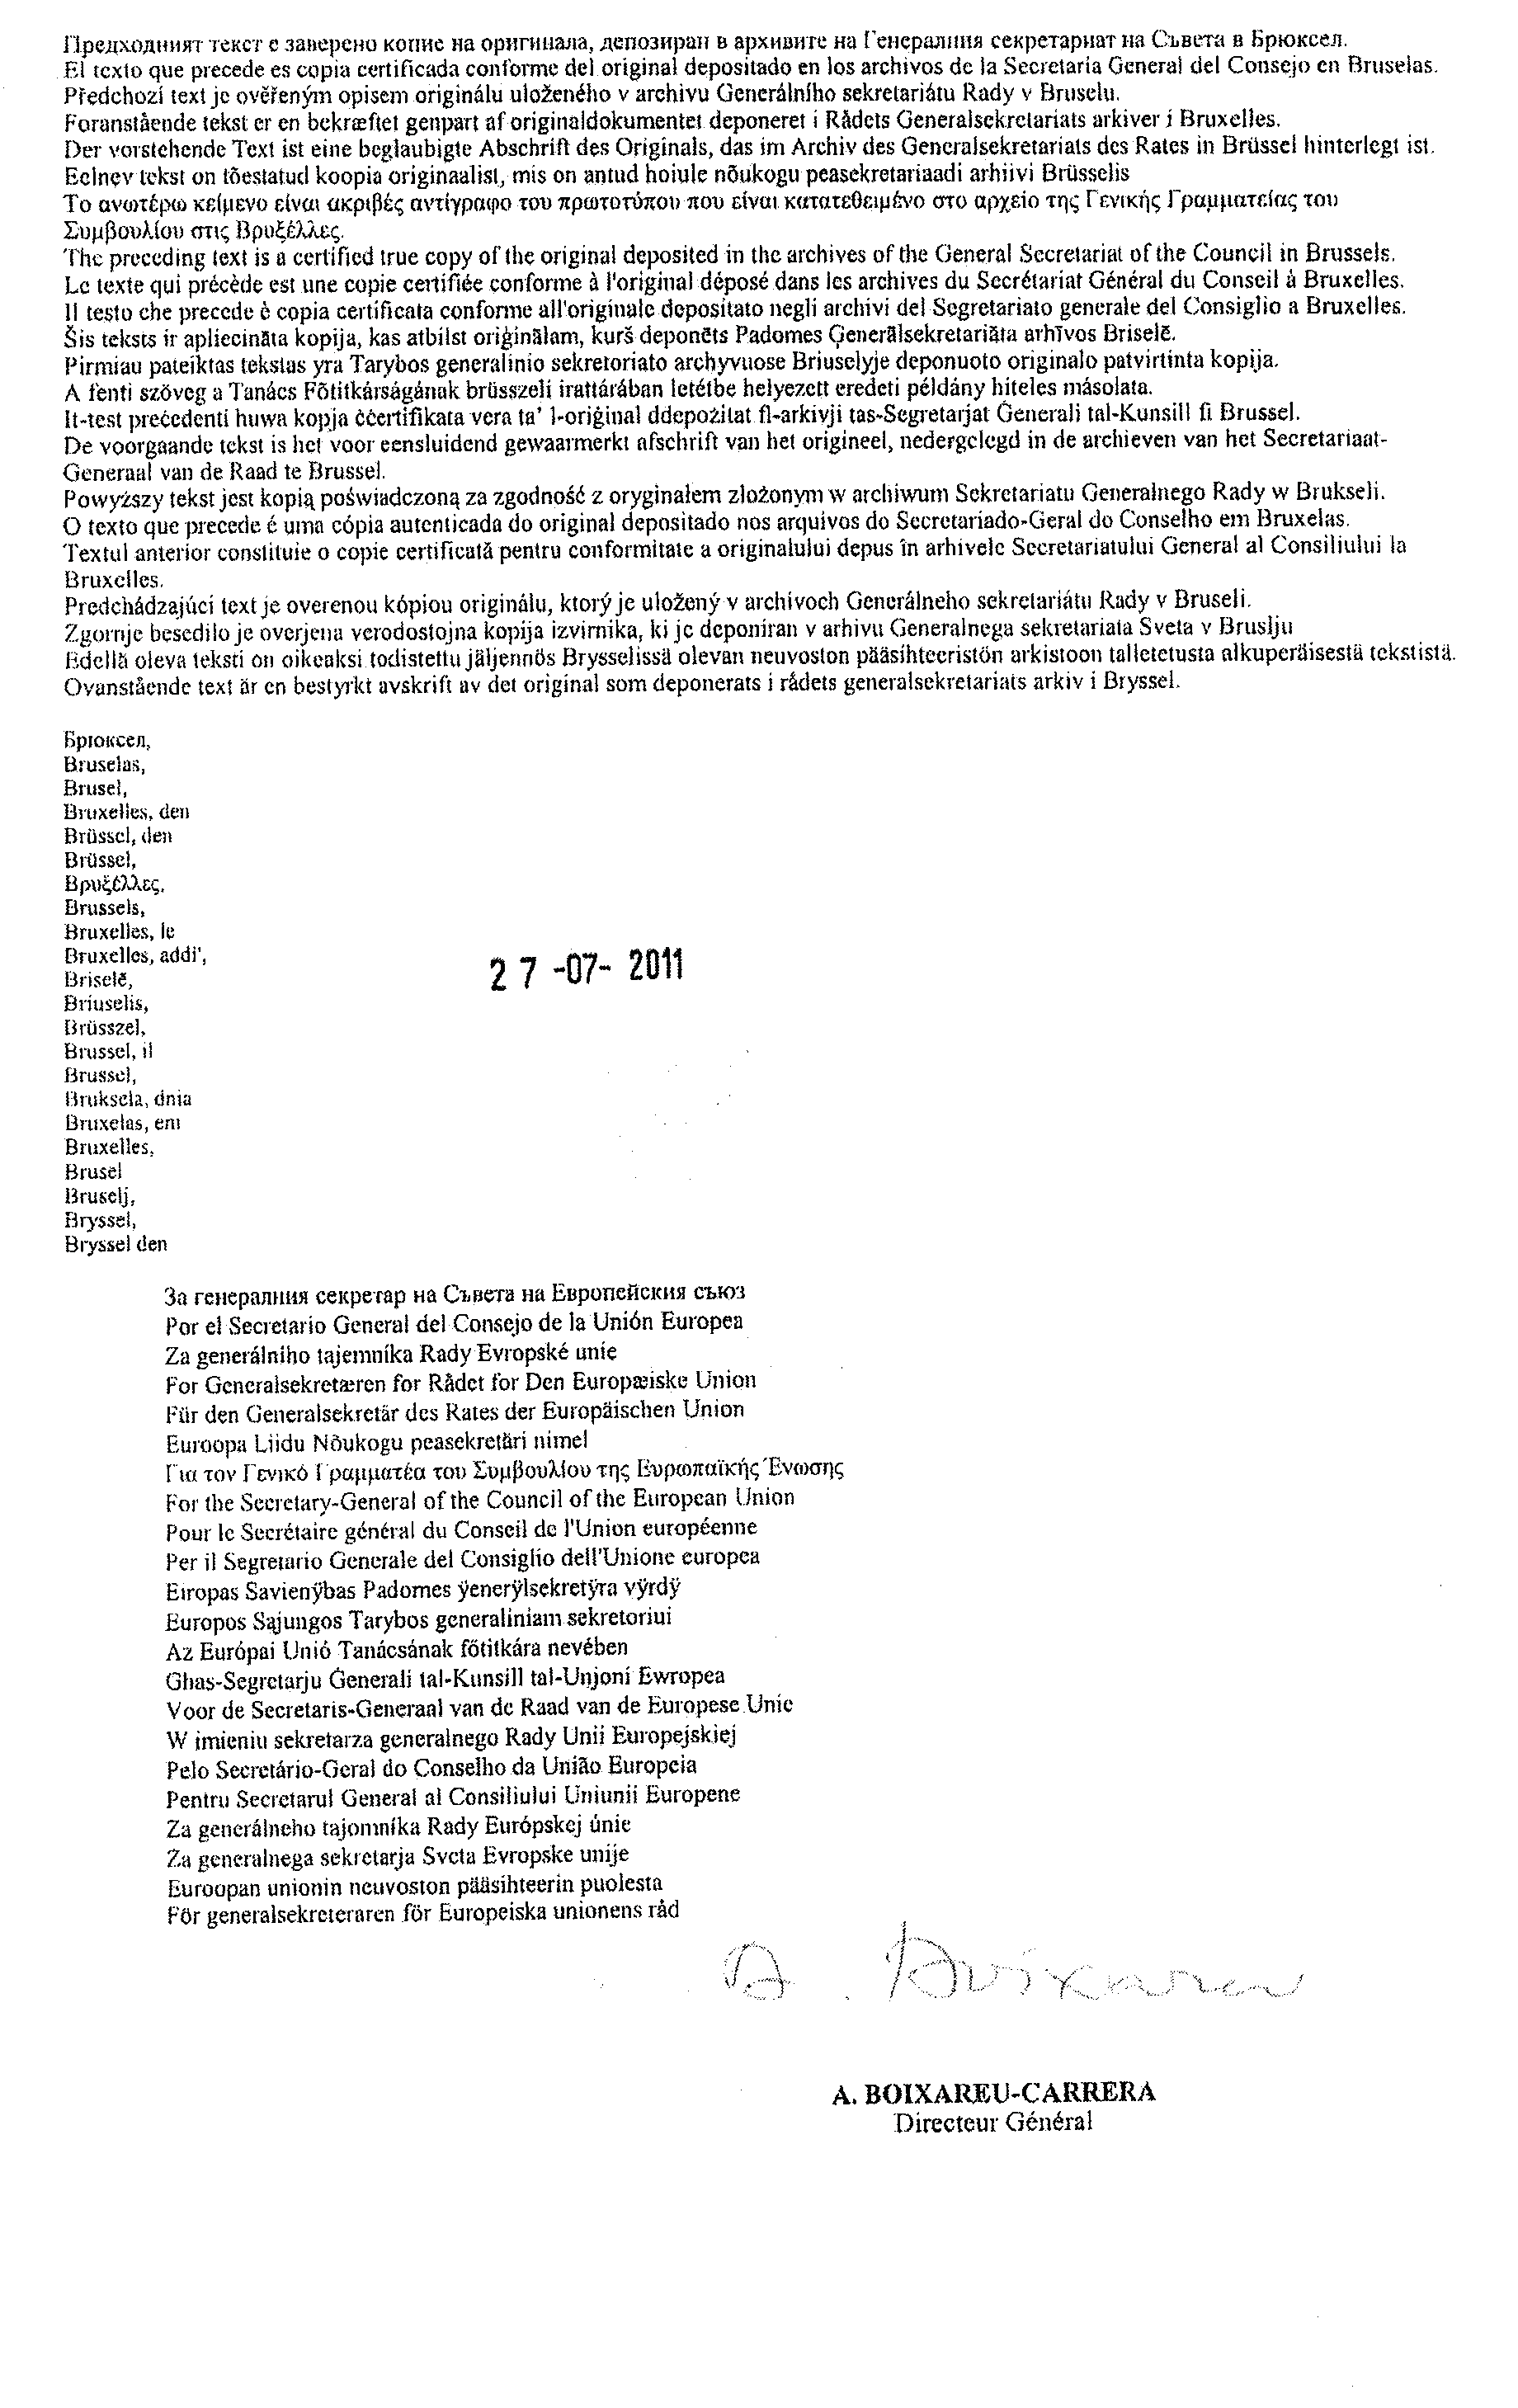 Предходният текст е заверено копие на оригинала, депозиран в архивите на Генералния секретариат на Съвета в Брюксел.
El texto que precede es copia certificada conforme del original depositado en los archivos de la Secretaría General del Consejo en Bruselas.
Předchozí text je ověřeným opisem originálu uloženého v archivu Generálního sekretariátu Rady v Bruselu.
Foranstående tekst er en bekræftet genpart af originaldokumentet deponeret i Rådets Generalsekretariats arkiver i Bruxelles.
Der vorstehende Text ist eine beglaubigte Abschrift des Originals, das im Archiv des Generalsekretariats des Rates in Brüssel hinterlegt ist.
Eelnev tekst on tõestatud koopia originaalist, mis on antud hoiule nõukogu peasekretariaadi arhiivi Brüsselis
Το ανωτέρω κείμενο είναι ακριβές αντίγραφο του πρωτοτύπου που είναι κατατεθειμένο στο αρχείο της Γενικής Γραμματείας του
Συμβουλίου στις Βρυξέλλες.
The preceding text is a certified true copy of the original deposited in the archives of the General Secretariat of the Council in Brussels.
Le texte qui précède est une copie certifiée conforme à l'original déposé dans les archives du Secrétariat Général du Conseil à Bruxelles.
Il testo che precede è copia certificata conforme all'originale depositato negli archivi del Segretariato generale del Consiglio a Bruxelles.
Šis teksts ir apliecināta kopija, kas atbilst oriģinālam, kurš deponēts Padomes Ģenerālsekretariāta arhīvos Briselē.
Pirmiau pateiktas tekstas yra Tarybos generalinio sekretoriato archyvuose Briuselyje deponuoto originalo patvirtinta kopija.
A fenti szöveg a Tanács Főtitkárságának brüsszeli irattárában letétbe helyezett eredeti példány hiteles másolata.
It-test preċedenti huwa kopja ċċertifikata vera ta' l-oriġinal ddepożitat fl-arkivji tas-Segretarjat Ġenerali tal-Kunsill fi Brussel.
De voorgaande tekst is het voor eensluidend gewaarmerkt afschrift van het origineel, nedergelegd in de archieven van het Secretariaat-
Generaal van de Raad te Brussel.
Powyższy tekst jest kopią poświadczoną za zgodność z oryginałem złożonym w archiwum Sekretariatu Generalnego Rady w Brukseli.
O texto que precede é uma cópia autenticada do original depositado nos arquivos do Secretariado-Geral do Conselho em Bruxelas.
Textul anterior constituie o copie certificată pentru conformitate a originalului depus în arhivele Secretariatului General al Consiliului la
Bruxelles.
Predchádzajúci text je overenou kópiou originálu, ktorý je uložený v archívoch Generálneho sekretariátu Rady v Bruseli.
Zgornje besedilo je overjena verodostojna kopija izvirnika, ki je deponiran v arhivu Generalnega sekretariata Sveta v Bruslju
Edellä oleva teksti on oikeaksi todistettu jäljennös Brysselissä olevan neuvoston pääsihteeristön arkistoon talletetusta alkuperäisestä tekstistä.
Ovanstående text är en bestyrkt avskrift av det original som deponerats i rådets generalsekretariats arkiv i Bryssel.
Брюксел,
Bruselas,
Brusel,
Bruxelles, den
Brüssel, den
Brüssel,
Βρυξέλλες,
Brussels,
Bruxelles, le
Bruxelles, addi',
Briselē,
Briuselis,
Brüsszel,
Brussel, il
Brussel,
Bruksela, dnia
Bruxelas, em
Bruxelles,
Brusel
Bruselj,
Bryssel,
Bryssel den
27 -07- 2011
За генералния секретар на Съвета на Европейския съюз
Por el Secretario General del Consejo de la Unión Europea
Za generálního tajemníka Rady Evropské unie
For Generalsekretæren for Rådet for Den Europæiske Union
Für den Generalsekretär des Rates der Europäischen Union
Euroopa Liidu Nõukogu peasekretäri nimel
Για τον Γενικό Γραμματέα του Συμβουλίου της Ευρωπαϊκής Ένωσης
For the Secretary-General of the Council of the European Union
Pour le Secrétaire général du Conseil de l'Union européenne
Per il Segretario Generale del Consiglio dell'Unione europea
Eiropas Savienÿbas Padomes ÿenerÿlsekretÿra vÿrdÿ
Europos Sąjungos Tarybos generaliniam sekretoriui
Az Európai Unió Tanácsának főtitkára nevében
Għas-Segretarju Ġenerali tal-Kunsill tal-Unjoni Ewropea
Voor de Secretaris-Generaal van de Raad van de Europese Unie
W imieniu sekretarza generalnego Rady Unii Europejskiej
Pelo Secretário-Geral do Conselho da União Europeia
Pentru Secretarul General al Consiliului Uniunii Europene
Za generálneho tajomníka Rady Európskej únie
Za generalnega sekretarja Sveta Evropske unije
Euroopan unionin neuvoston pääsihteerin puolesta
För generalsekreteraren för Europeiska unionens råd
A. Boixareu
A. BOIXAREU-CARRERA
Directeur Général